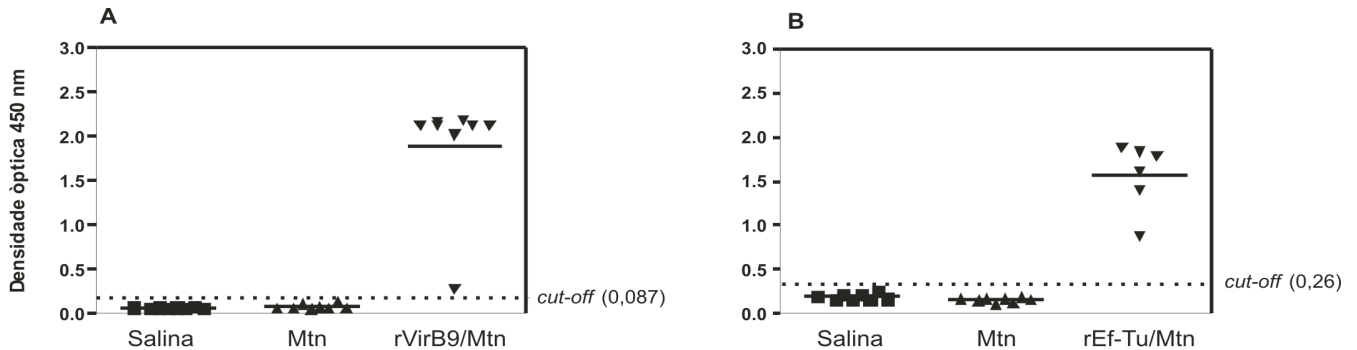 A
Densidade òptica 450 nm
3.0
2.5
2.0
1.5
1.0
0.5
0.0
cut-off (0,087)
Salina
Mtn
rVirB9/Mtn
B
3.0
2.5
2.0
1.5
1.0
0.5
0.0
cut-off (0,26)
Salina
Mtn
rEf-Tu/Mtn